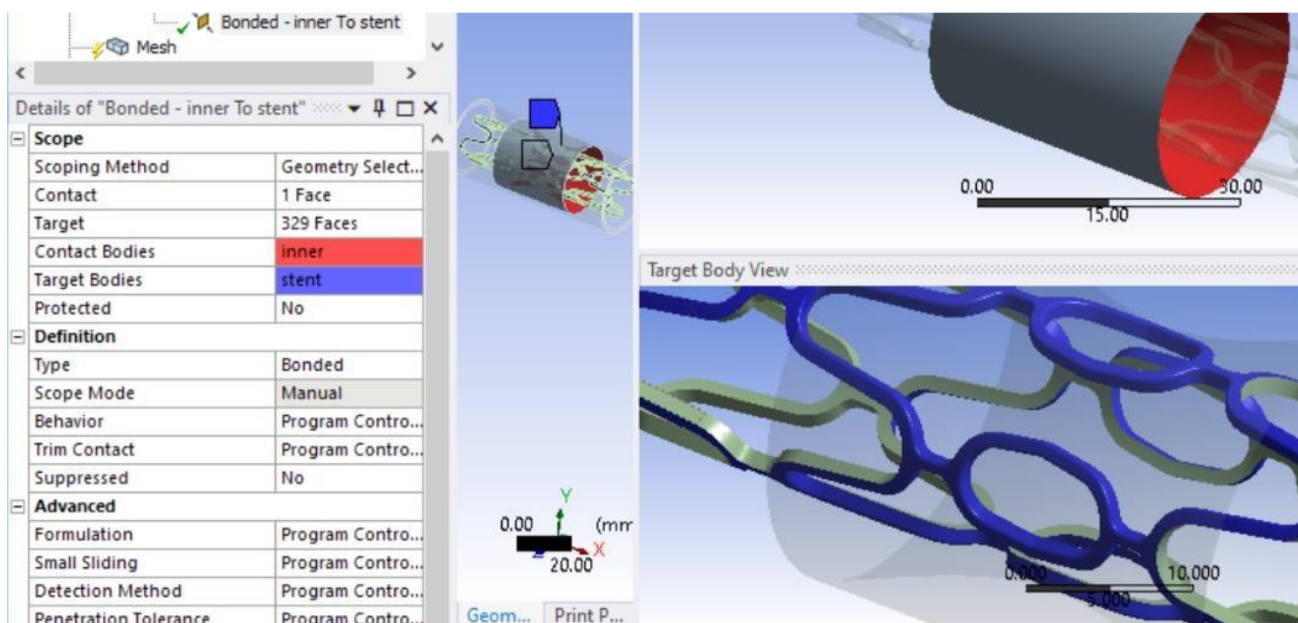 Bonded - inner To stent
Mesh
Details of "Bonded - inner To stent"
Scope
Scoping Method Geometry Select...
Contact 1 Face
Target 329 Faces
Contact Bodies inner
Target Bodies stent
Protected No
Definition
Type Bonded
Scope Mode Manual
Behavior Program Contro...
Trim Contact Program Contro...
Suppressed No
Advanced
Formulation Program Contro...
Small Sliding Program Contro...
Detection Method Program Contro...
Penetration Tolerance Program Contro...
Y
0.00 (mm
X
20.00
Geom... Print P...
0.00 30.00
15.00
Target Body View
0.000 10.000
5.000